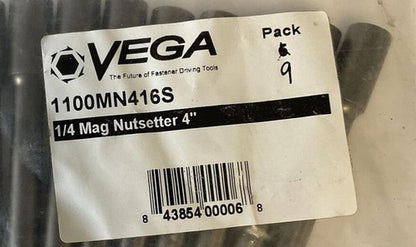 VEGA
The Future of Fastener Driving Tools
Pack
9
1100MN416S
1/4 Mag Nutsetter 4"
8 43854 00006 8